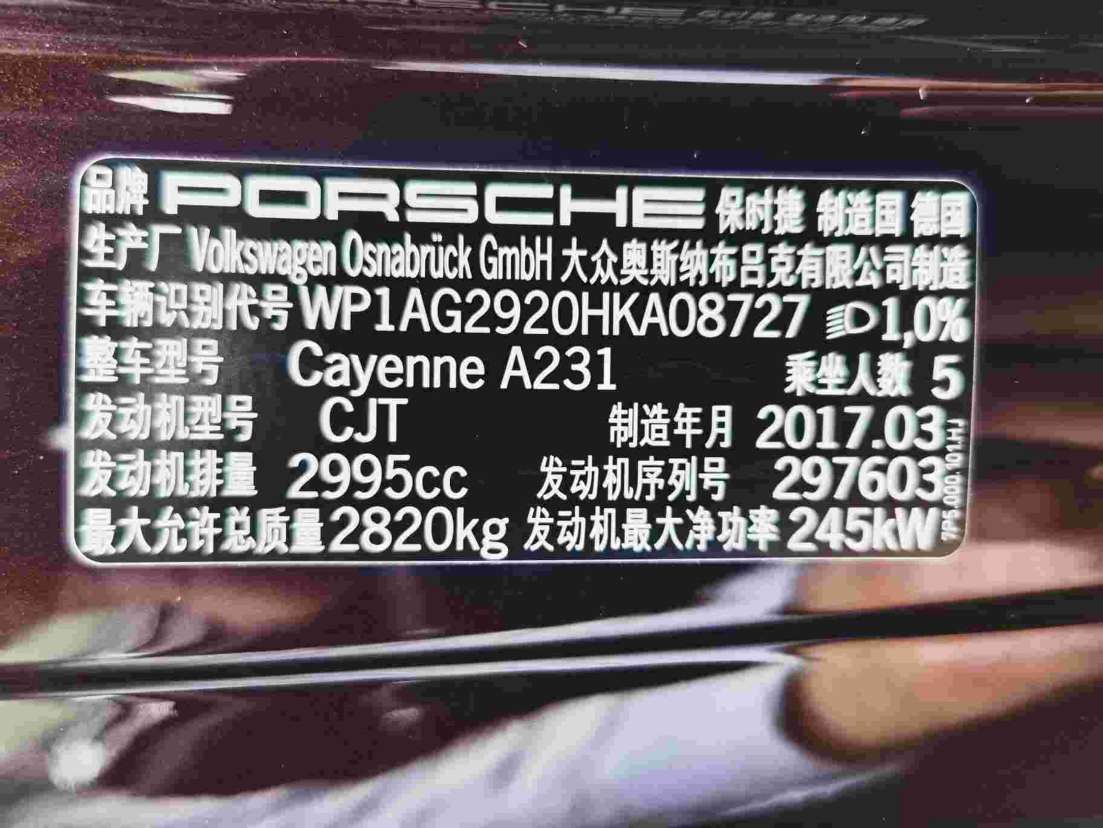 品牌 PORSCHE 保时捷 制造国 德国
生产厂 Volkswagen Osnabrück GmbH 大众奥斯纳布吕克有限公司制造
车辆识别代号 WP1AG2920HKA08727 1,0%
整车型号 Cayenne A231 乘坐人数 5
发动机型号 CJT 制造年月 2017.03
发动机排量 2995cc 发动机序列号 297603
最大允许总质量 2820kg 发动机最大净功率 245kW
7P5.000.101.HJ